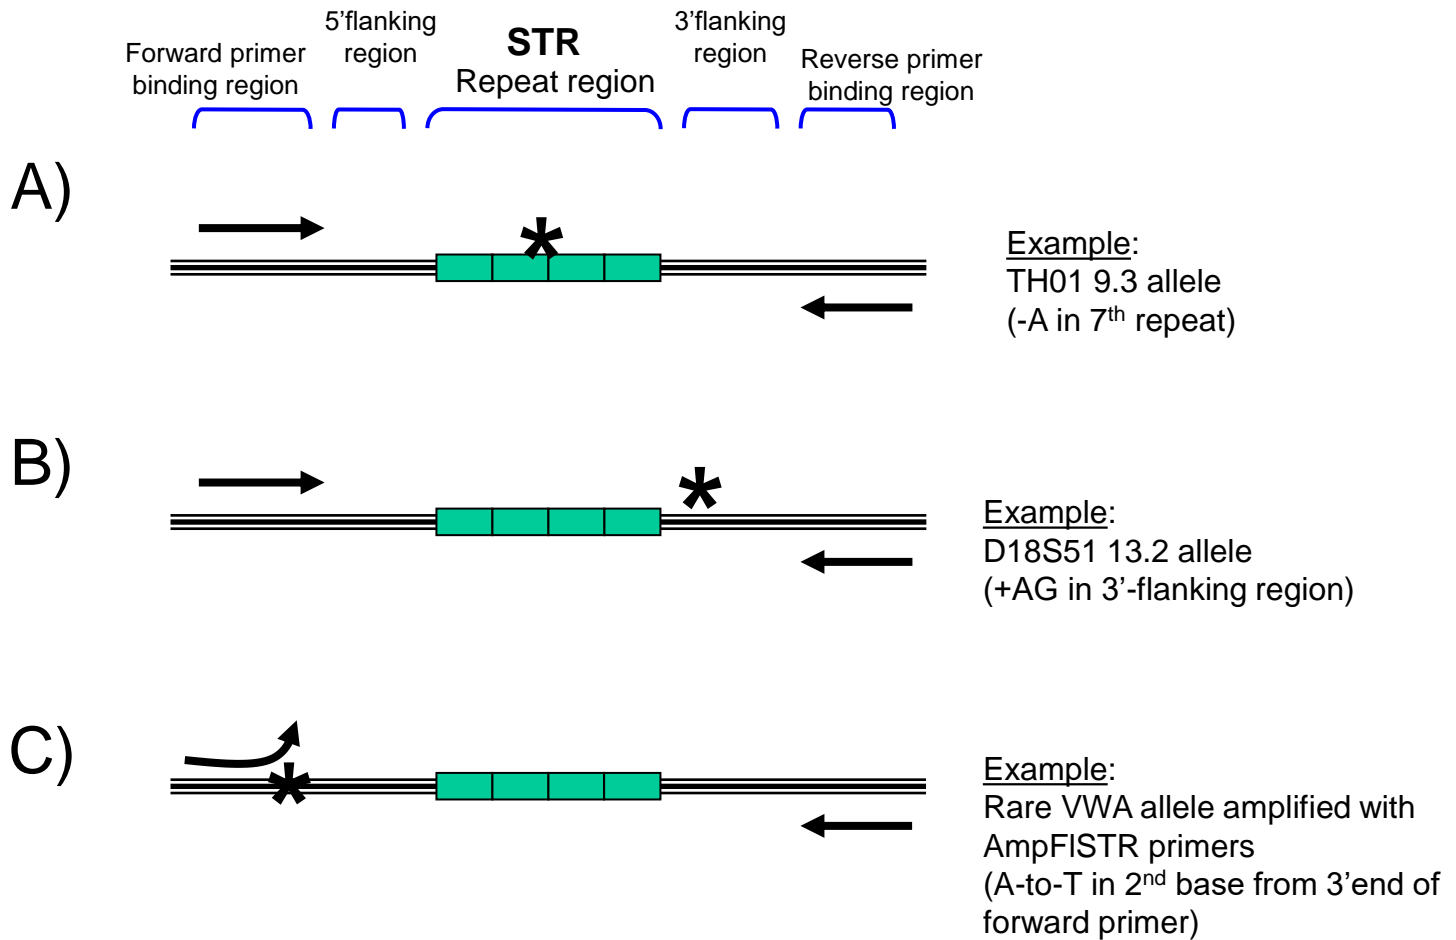 Forward primer
binding region
5'flanking
region
STR
Repeat region
3'flanking
region
Reverse primer
binding region
A)
*
Example:
TH01 9.3 allele
(-A in 7th repeat)
B)
*
Example:
D18S51 13.2 allele
(+AG in 3'-flanking region)
C)
*
Example:
Rare VWA allele amplified with
AmpFlSTR primers
(A-to-T in 2nd base from 3'end of
forward primer)